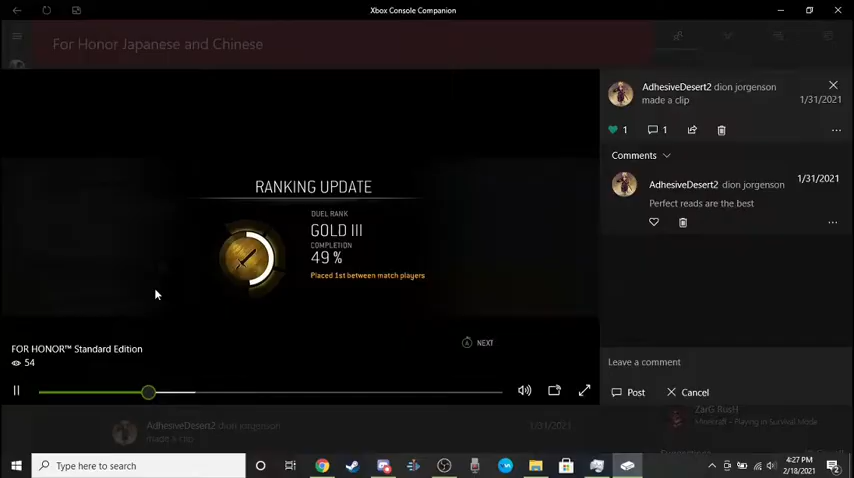 Xbox Console Companion
For Honor Japanese and Chinese
AdhesiveDesert2 dion jorgenson
made a clip
1/31/2021
1
1
Comments
AdhesiveDesert2 dion jorgenson
1/31/2021
Perfect reads are the best
RANKING UPDATE
DUEL RANK
GOLD III
COMPLETION
49 %
Placed 1st between match players
A NEXT
FOR HONOR™ Standard Edition
54
Leave a comment
Post
Cancel
AdhesiveDesert2 dion jorgenson
made a clip
1/31/2021
ZarG RusH
Minecraft - Playing in Survival Mode
Type here to search
4:27 PM
2/18/2021
2